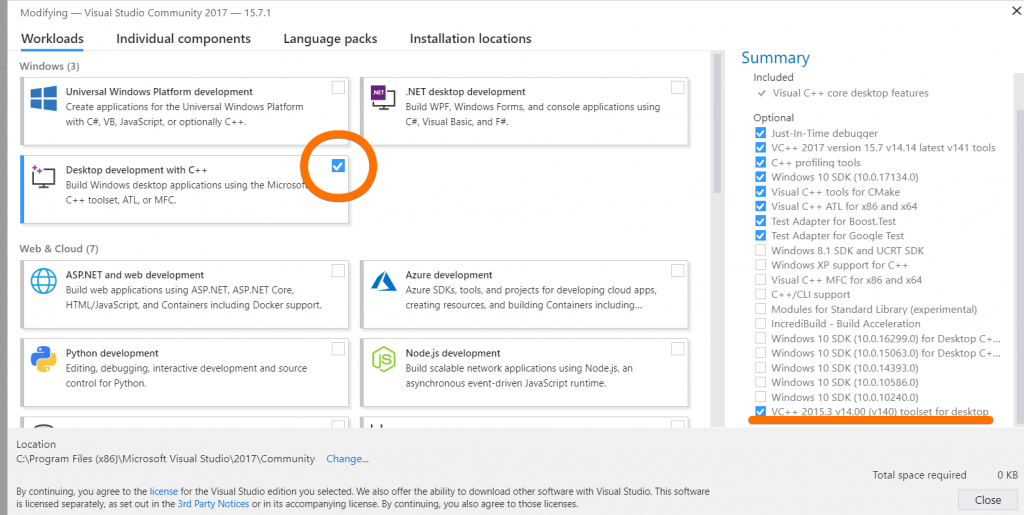 Modifying — Visual Studio Community 2017 — 15.7.1
Workloads Individual components Language packs Installation locations
Windows (3)
Universal Windows Platform development
Create applications for the Universal Windows Platform
with C#, VB, JavaScript, or optionally C++.
.NET
.NET desktop development
Build WPF, Windows Forms, and console applications using
C#, Visual Basic, and F#.
Desktop development with C++
Build Windows desktop applications using the Microsoft
C++ toolset, ATL, or MFC.
Web & Cloud (7)
ASP.NET and web development
Build web applications using ASP.NET, ASP.NET Core,
HTML/JavaScript, and Containers including Docker support.
Azure development
Azure SDKs, tools, and projects for developing cloud apps,
creating resources, and building Containers including...
Python development
Editing, debugging, interactive development and source
control for Python.
JS
Node.js development
Build scalable network applications using Node.js, an
asynchronous event-driven JavaScript runtime.
Summary
Included
Visual C++ core desktop features
Optional
Just-In-Time debugger
VC++ 2017 version 15.7 v14.14 latest v141 tools
C++ profiling tools
Windows 10 SDK (10.0.17134.0)
Visual C++ tools for CMake
Visual C++ ATL for x86 and x64
Test Adapter for Boost.Test
Test Adapter for Google Test
Windows 8.1 SDK and UCRT SDK
Windows XP support for C++
Visual C++ MFC for x86 and x64
C++/CLI support
Modules for Standard Library (experimental)
IncrediBuild - Build Acceleration
Windows 10 SDK (10.0.16299.0) for Desktop C+...
Windows 10 SDK (10.0.15063.0) for Desktop C+...
Windows 10 SDK (10.0.14393.0)
Windows 10 SDK (10.0.10586.0)
Windows 10 SDK (10.0.10240.0)
VC++ 2015.3 v14.00 (v140) toolset for desktop
Location
C:\Program Files (x86)\Microsoft Visual Studio\2017\Community Change...
Total space required 0 KB
By continuing, you agree to the license for the Visual Studio edition you selected. We also offer the ability to download other software with Visual Studio. This software
is licensed separately, as set out in the 3rd Party Notices or in its accompanying license. By continuing, you also agree to those licenses.
Close